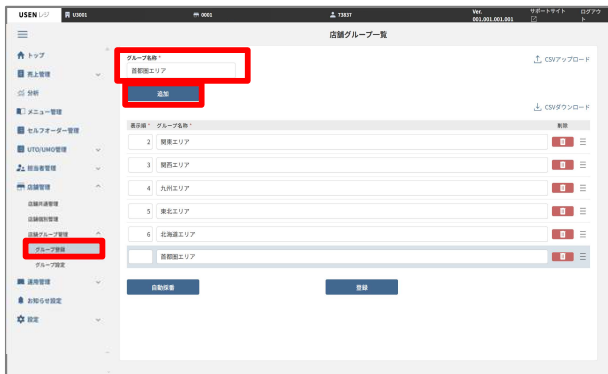 USEN レジ U3001 0001 T3637 Ver. 001.001.001.001 サポートサイト ログアウト
店舗グループ一覧
トップ
売上管理
分析
メニュー管理
セルフオーダー管理
UTO/UMO管理
担当者管理
店舗管理
店舗共通管理
店舗個別管理
店舗グループ管理
グループ登録
グループ設定
運用管理
お知らせ設定
設定
グループ名称 *
首都圏エリア
追加
CSVアップロード
CSVダウンロード
表示順 * グループ名称 * 削除
2 関東エリア
3 関西エリア
4 九州エリア
5 東北エリア
6 北海道エリア
首都圏エリア
自動採番 登録